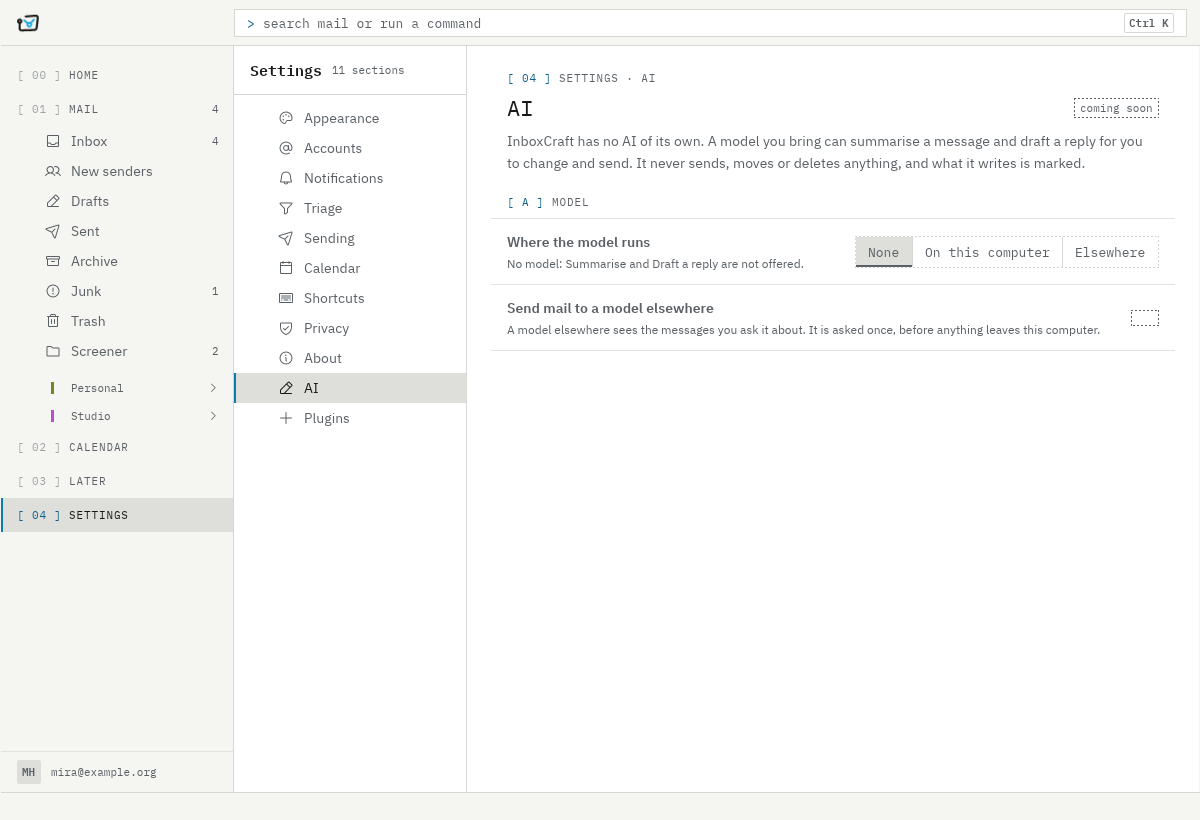 > search mail or run a command
Ctrl K
[ 00 ] HOME
[ 01 ] MAIL 4
Inbox 4
New senders
Drafts
Sent
Archive
Junk 1
Trash
Screener 2
Personal
Studio
[ 02 ] CALENDAR
[ 03 ] LATER
[ 04 ] SETTINGS
MH mira@example.org
Settings 11 sections
Appearance
Accounts
Notifications
Triage
Sending
Calendar
Shortcuts
Privacy
About
AI
Plugins
[ 04 ] SETTINGS · AI
AI
coming soon
InboxCraft has no AI of its own. A model you bring can summarise a message and draft a reply for you
to change and send. It never sends, moves or deletes anything, and what it writes is marked.
[ A ] MODEL
Where the model runs
No model: Summarise and Draft a reply are not offered.
None On this computer Elsewhere
Send mail to a model elsewhere
A model elsewhere sees the messages you ask it about. It is asked once, before anything leaves this computer.